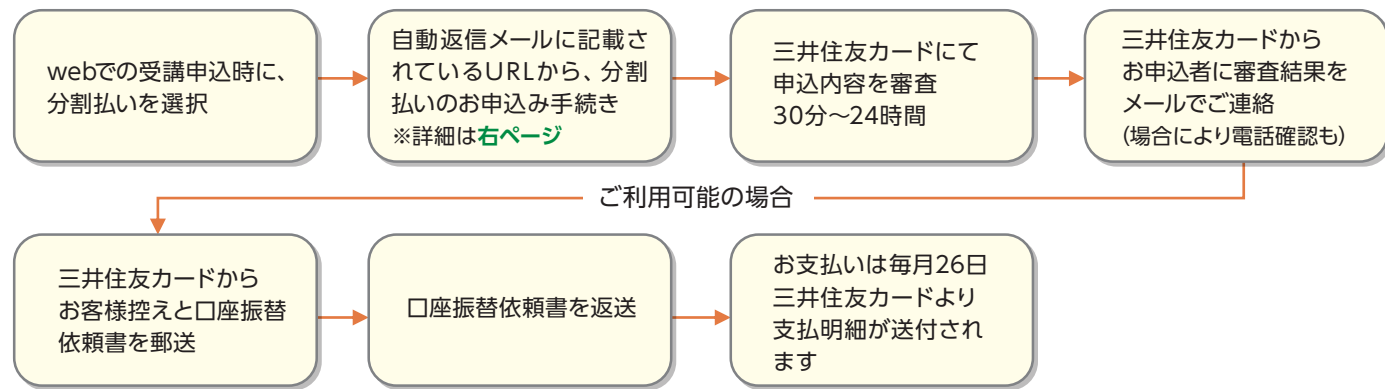 webでの受講申込時に、
分割払いを選択
自動返信メールに記載さ
れているURLから、分割
払いのお申込み手続き
※詳細は右ページ
三井住友カードにて
申込内容を審査
30分～24時間
三井住友カードから
お申込者に審査結果を
メールでご連絡
(場合により電話確認も)
ご利用可能の場合
三井住友カードから
お客様控えと口座振替
依頼書を郵送
口座振替依頼書を返送
お支払いは毎月26日
三井住友カードより
支払明細が送付され
ます